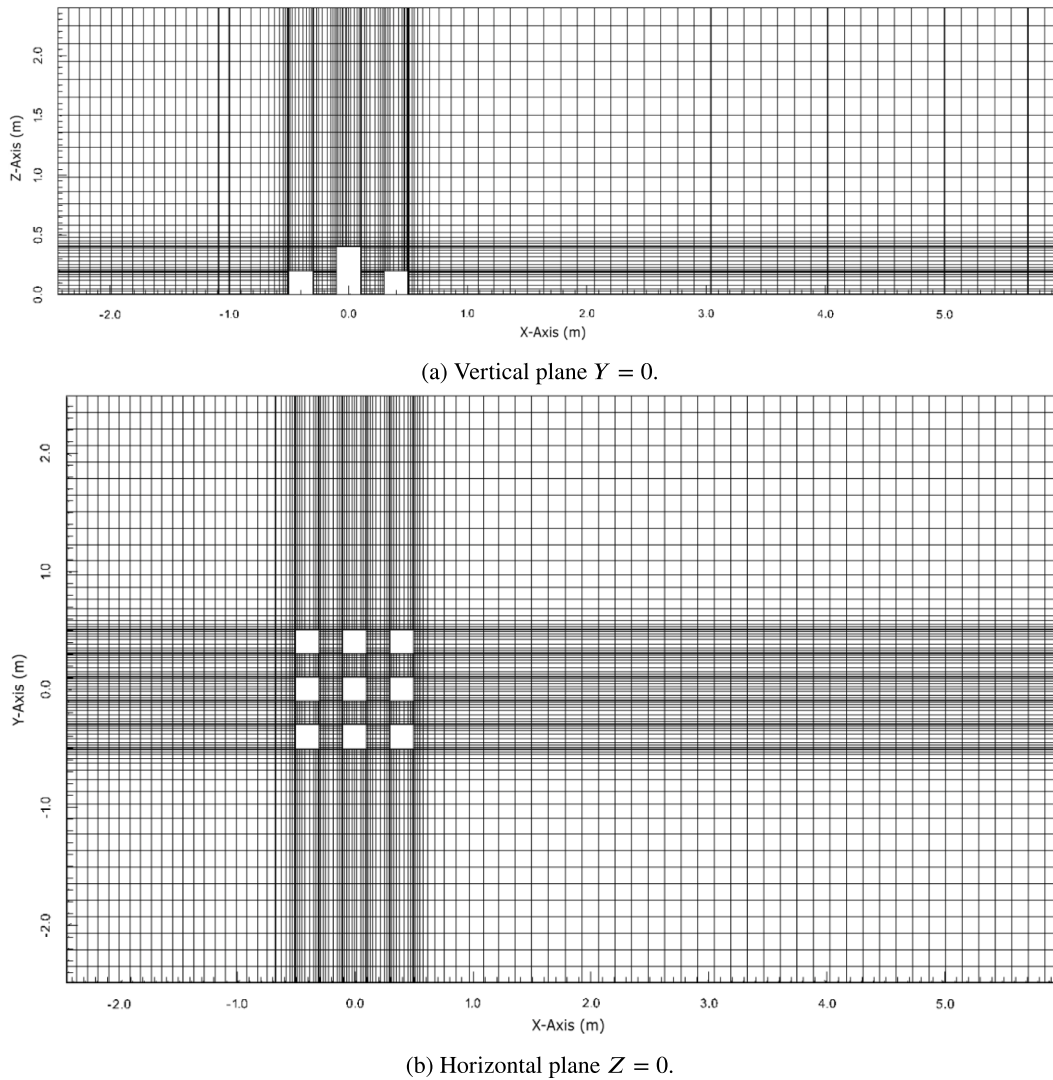 2.0
1.5
1.0
0.5
0.0
Z-Axis (m)
-2.0 -1.0 0.0 1.0 2.0 3.0 4.0 5.0
X-Axis (m)
(a) Vertical plane Y = 0.
2.0
1.0
0.0
-1.0
-2.0
Y-Axis (m)
-2.0 -1.0 0.0 1.0 2.0 3.0 4.0 5.0
X-Axis (m)
(b) Horizontal plane Z = 0.